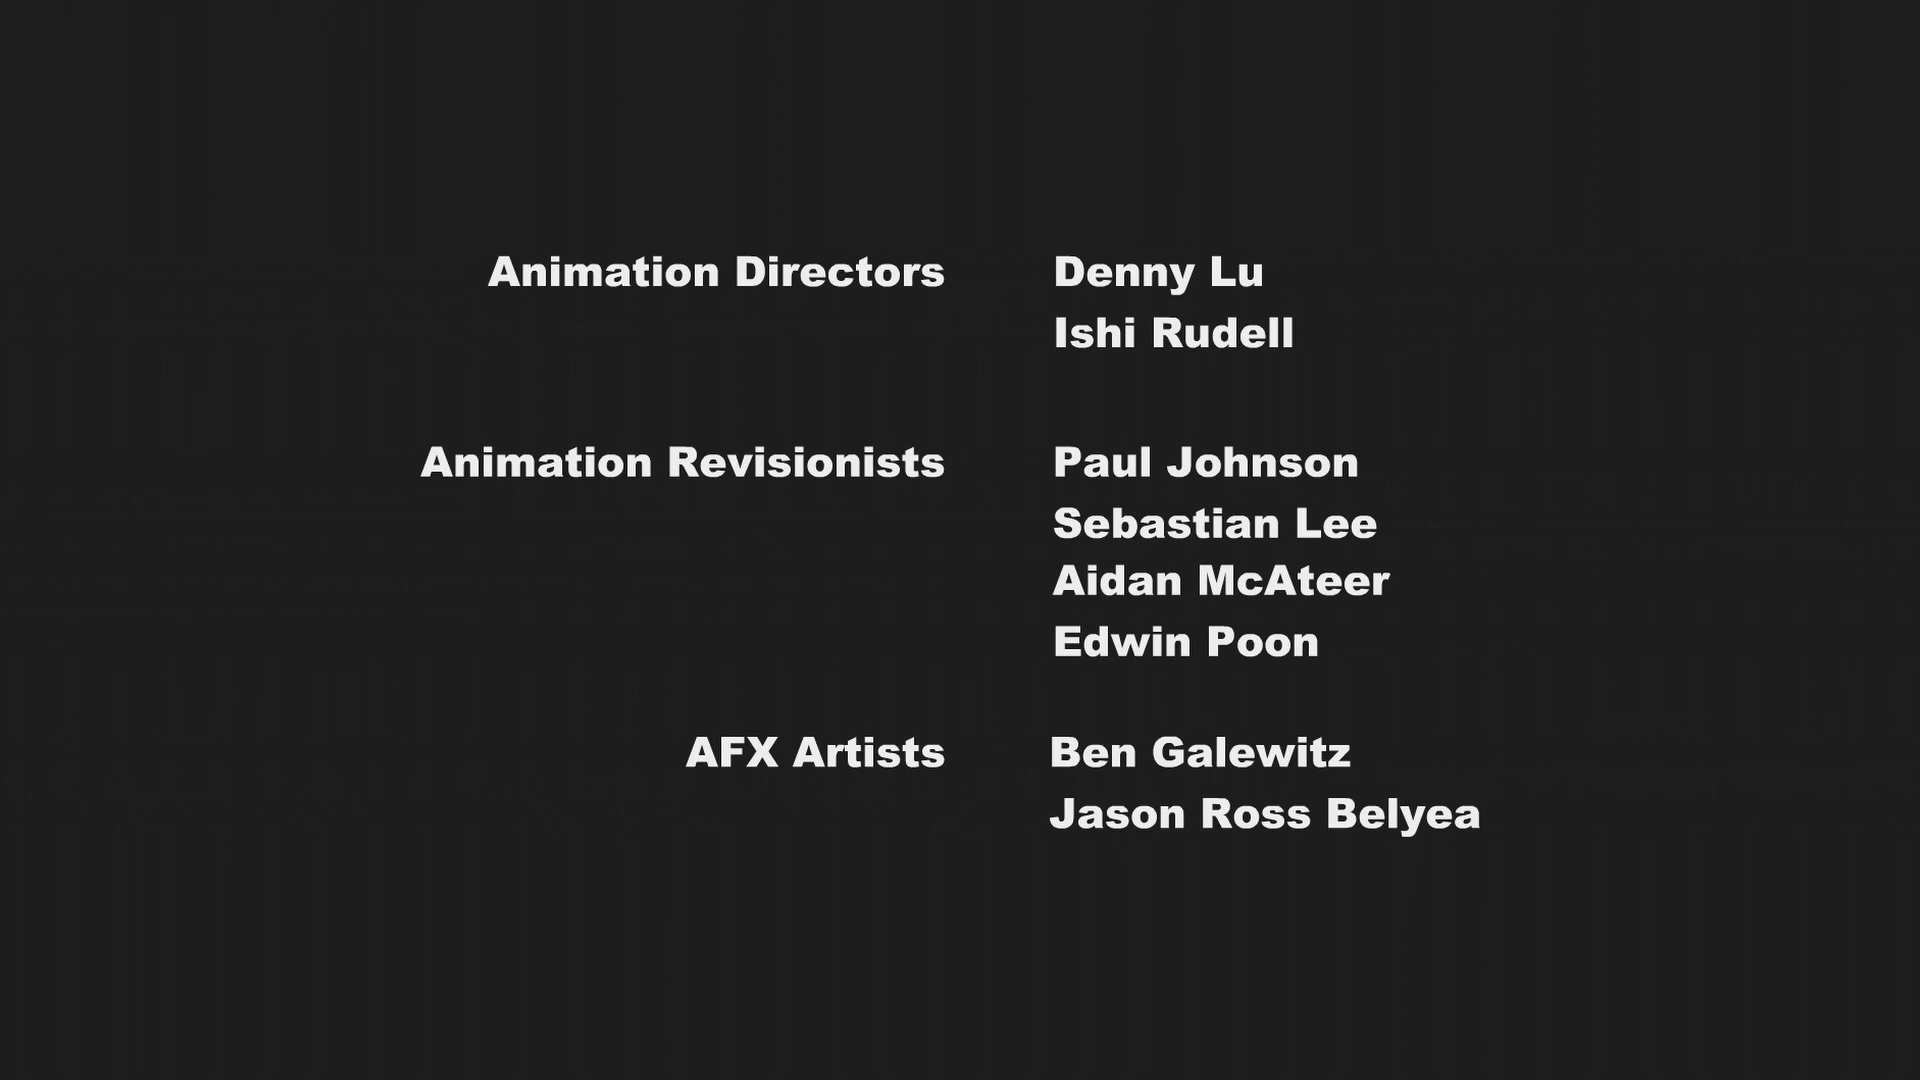 Animation Directors Denny Lu
Ishi Rudell
Animation Revisionists Paul Johnson
Sebastian Lee
Aidan McAteer
Edwin Poon
AFX Artists Ben Galewitz
Jason Ross Belyea